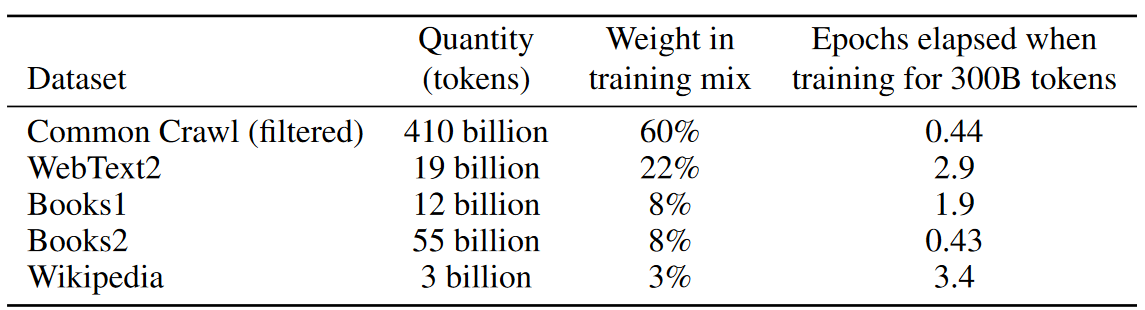 Dataset Quantity (tokens) Weight in training mix Epochs elapsed when training for 300B tokens
Common Crawl (filtered) 410 billion 60% 0.44
WebText2 19 billion 22% 2.9
Books1 12 billion 8% 1.9
Books2 55 billion 8% 0.43
Wikipedia 3 billion 3% 3.4